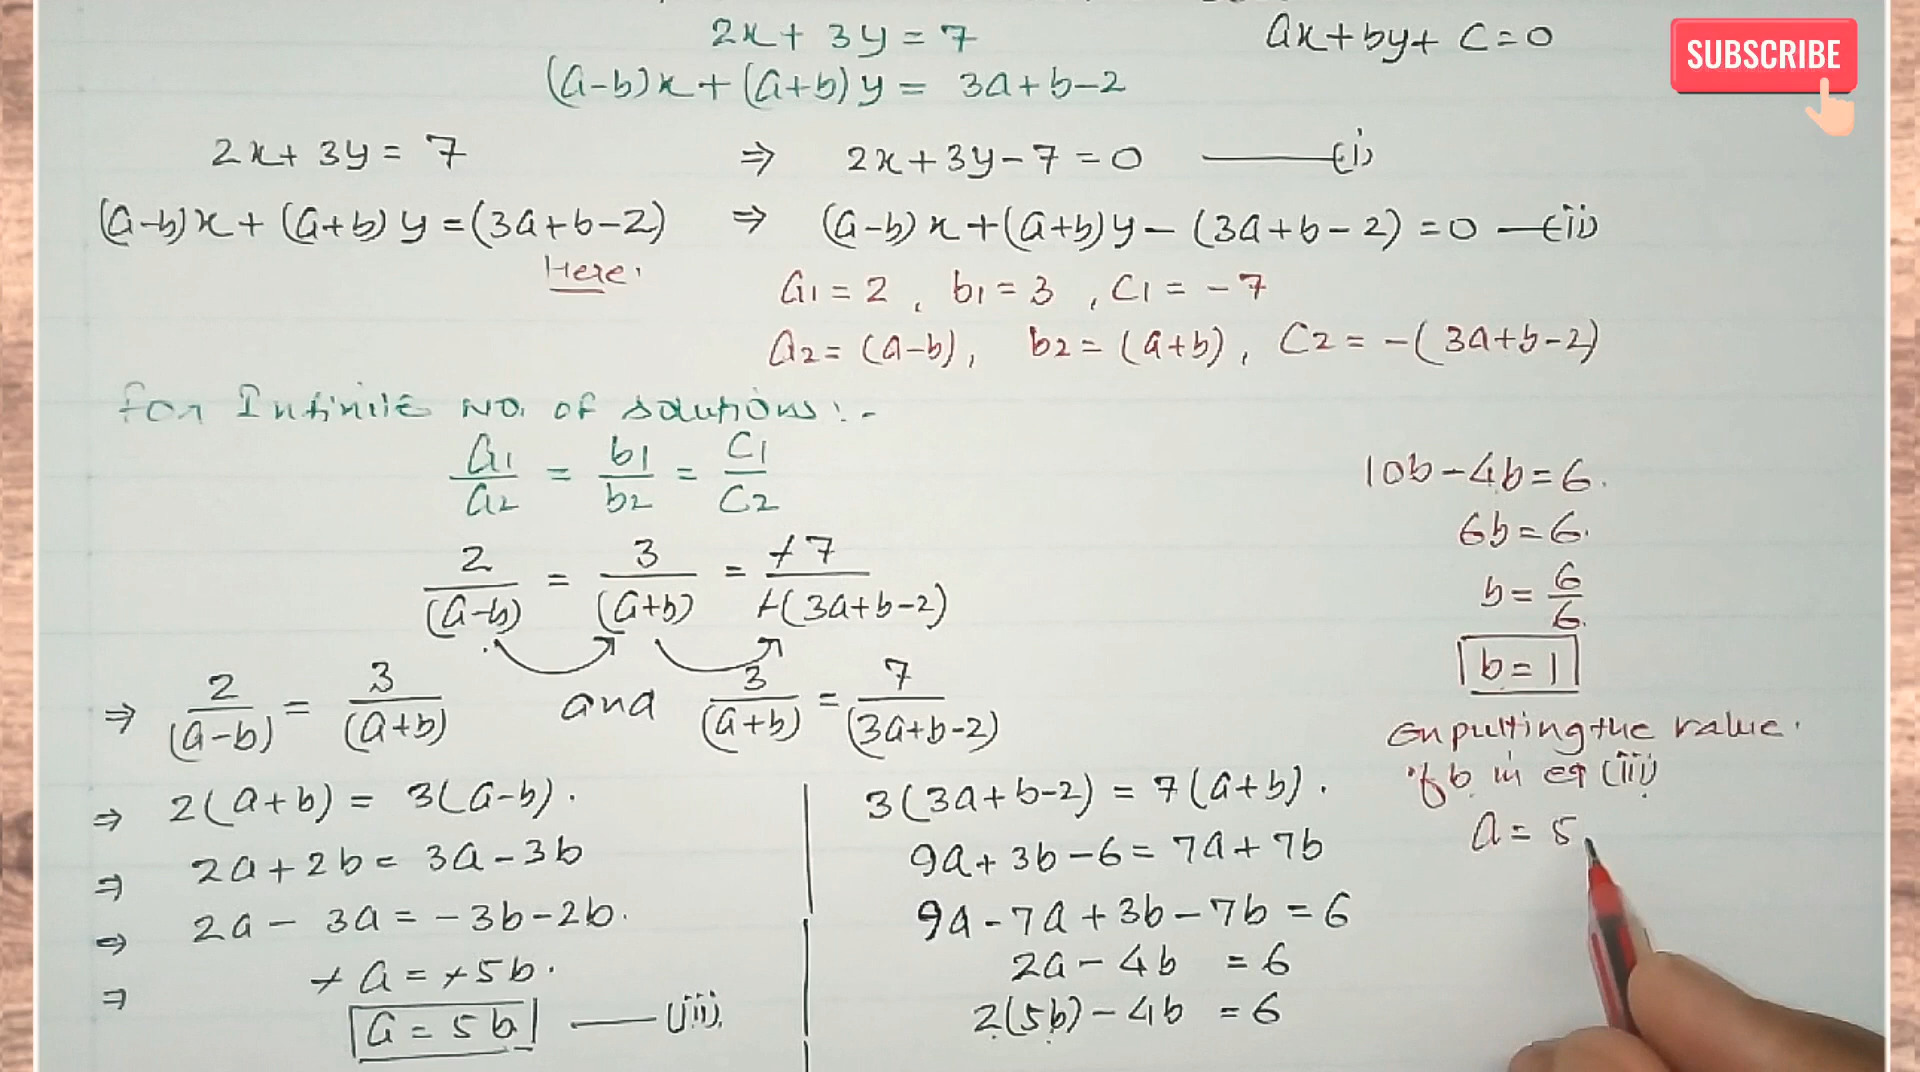 2x + 3y = 7
ax + by + c = 0
SUBSCRIBE
(a-b)x + (a+b)y = 3a + b - 2
2x + 3y = 7 ⇒ 2x + 3y - 7 = 0 —(i)
(a-b)x + (a+b)y = (3a+b-2) ⇒ (a-b)x + (a+b)y - (3a+b-2) = 0 —(ii)
Here.
a1 = 2, b1 = 3, c1 = -7
a2 = (a-b), b2 = (a+b), c2 = -(3a+b-2)
for Infinite NO. of solutions:-
a1/a2 = b1/b2 = c1/c2
2/(a-b) = 3/(a+b) = -7/-(3a+b-2)
⇒ 2/(a-b) = 3/(a+b) and 3/(a+b) = 7/(3a+b-2)
⇒ 2(a+b) = 3(a-b).
⇒ 2a + 2b = 3a - 3b
⇒ 2a - 3a = -3b - 2b.
⇒ -a = -5b.
a = 5b —(iii)
3(3a+b-2) = 7(a+b).
9a + 3b - 6 = 7a + 7b
9a - 7a + 3b - 7b = 6
2a - 4b = 6
2(5b) - 4b = 6
10b - 4b = 6.
6b = 6.
b = 6/6.
b = 1
On putting the value.
of b in eq (iii)
a = 5